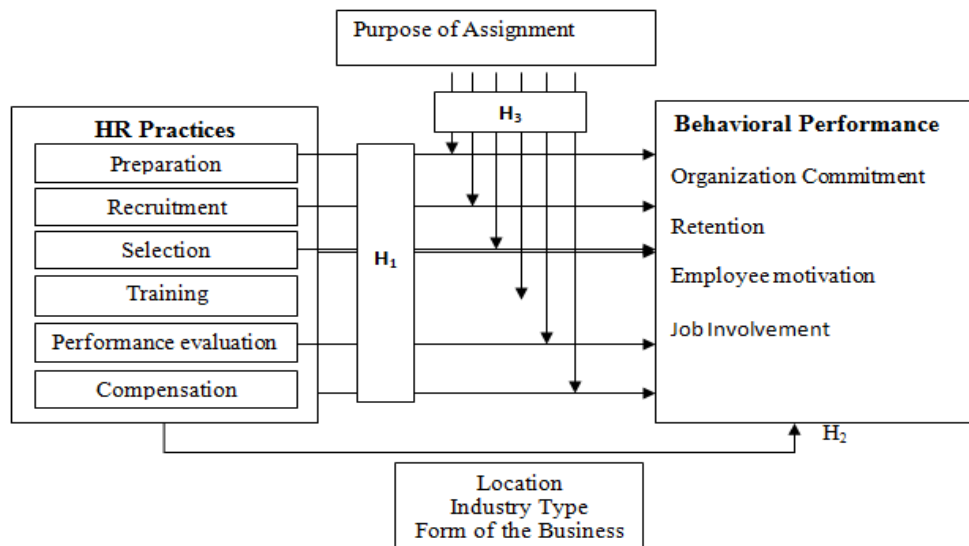 Purpose of Assignment
H3
HR Practices
Preparation
Recruitment
Selection
Training
Performance evaluation
Compensation
H1
Behavioral Performance
Organization Commitment
Retention
Employee motivation
Job Involvement
H2
Location
Industry Type
Form of the Business